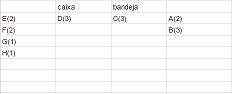 caixa bandeja
E(2) D(3) C(3) A(2)
F(2) B(3)
G(1)
H(1)